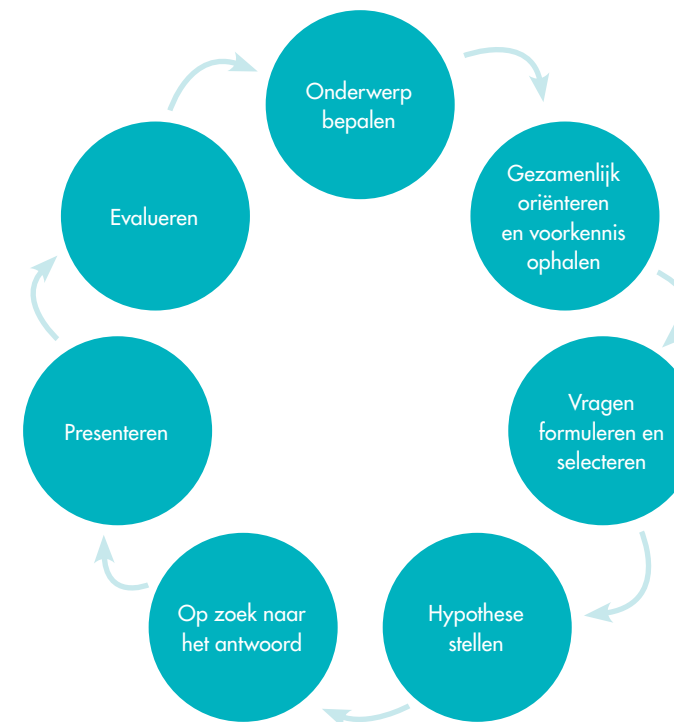 Onderwerp
bepalen
Gezamenlijk
oriënteren
en voorkennis
ophalen
Vragen
formuleren en
selecteren
Hypothese
stellen
Op zoek naar
het antwoord
Presenteren
Evalueren